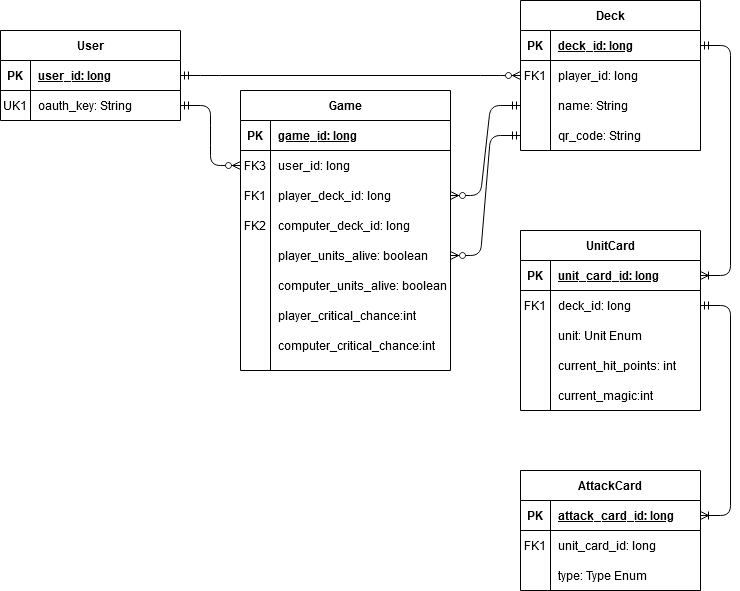 User
PK user_id: long
UK1 oauth_key: String
Game
PK game_id: long
FK3 user_id: long
FK1 player_deck_id: long
FK2 computer_deck_id: long
player_units_alive: boolean
computer_units_alive: boolean
player_critical_chance:int
computer_critical_chance:int
Deck
PK deck_id: long
FK1 player_id: long
name: String
qr_code: String
UnitCard
PK unit_card_id: long
FK1 deck_id: long
unit: Unit Enum
current_hit_points: int
current_magic:int
AttackCard
PK attack_card_id: long
FK1 unit_card_id: long
type: Type Enum